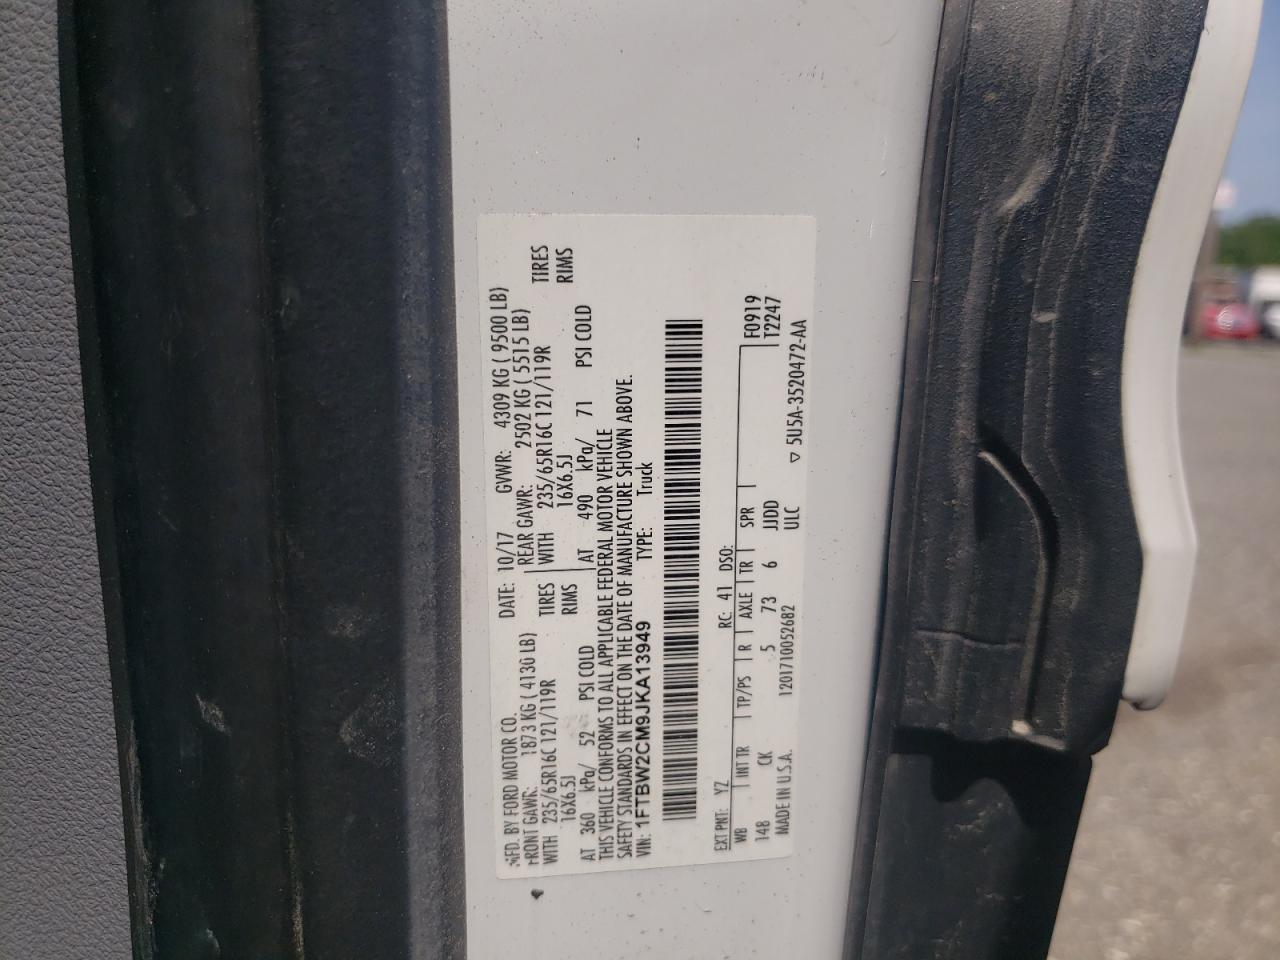 MFD. BY FORD MOTOR CO.
DATE: 10/17 GVWR: 4309 KG ( 9500 LB)
FRONT GAWR: 1873 KG ( 4130 LB) REAR GAWR: 2502 KG ( 5515 LB)
WITH 235/65R16C 121/119R TIRES WITH 235/65R16C 121/119R TIRES
16X6.5J RIMS 16X6.5J RIMS
AT 360 kPa/ 52 PSI COLD AT 490 kPa/ 71 PSI COLD
THIS VEHICLE CONFORMS TO ALL APPLICABLE FEDERAL MOTOR VEHICLE
SAFETY STANDARDS IN EFFECT ON THE DATE OF MANUFACTURE SHOWN ABOVE.
VIN: 1FTBW2CM9JKA13949 TYPE: Truck
EXT PNT: YZ RC: 41 DSO:
WB INT TR TP/PS R AXLE TR SPR F0919
148 CK 5 73 6 JJDD T2247
ULC
MADE IN U.S.A. 1201710052682 ▽ 5U5A-3520472-AA